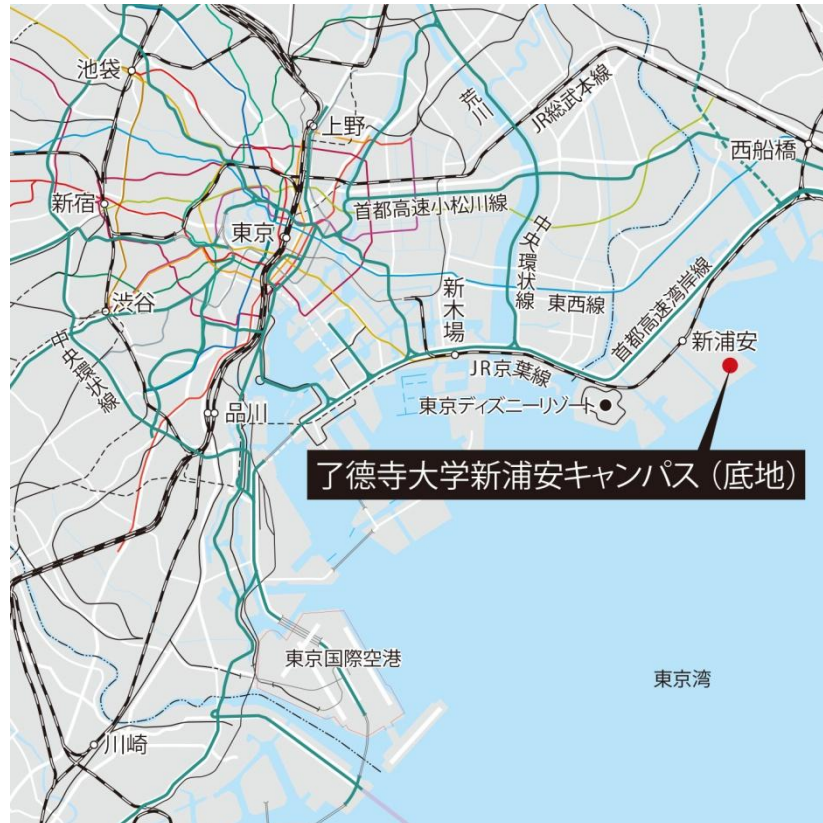 池袋
上野
荒川
JR総武本線
西船橋
新宿
首都高速小松川線
東京
中央環状線
渋谷
新木場
東西線
首都高速湾岸線
新浦安
中央環状線
JR京葉線
品川
東京ディズニーリゾート
了德寺大学新浦安キャンパス（底地）
東京国際空港
東京湾
川崎